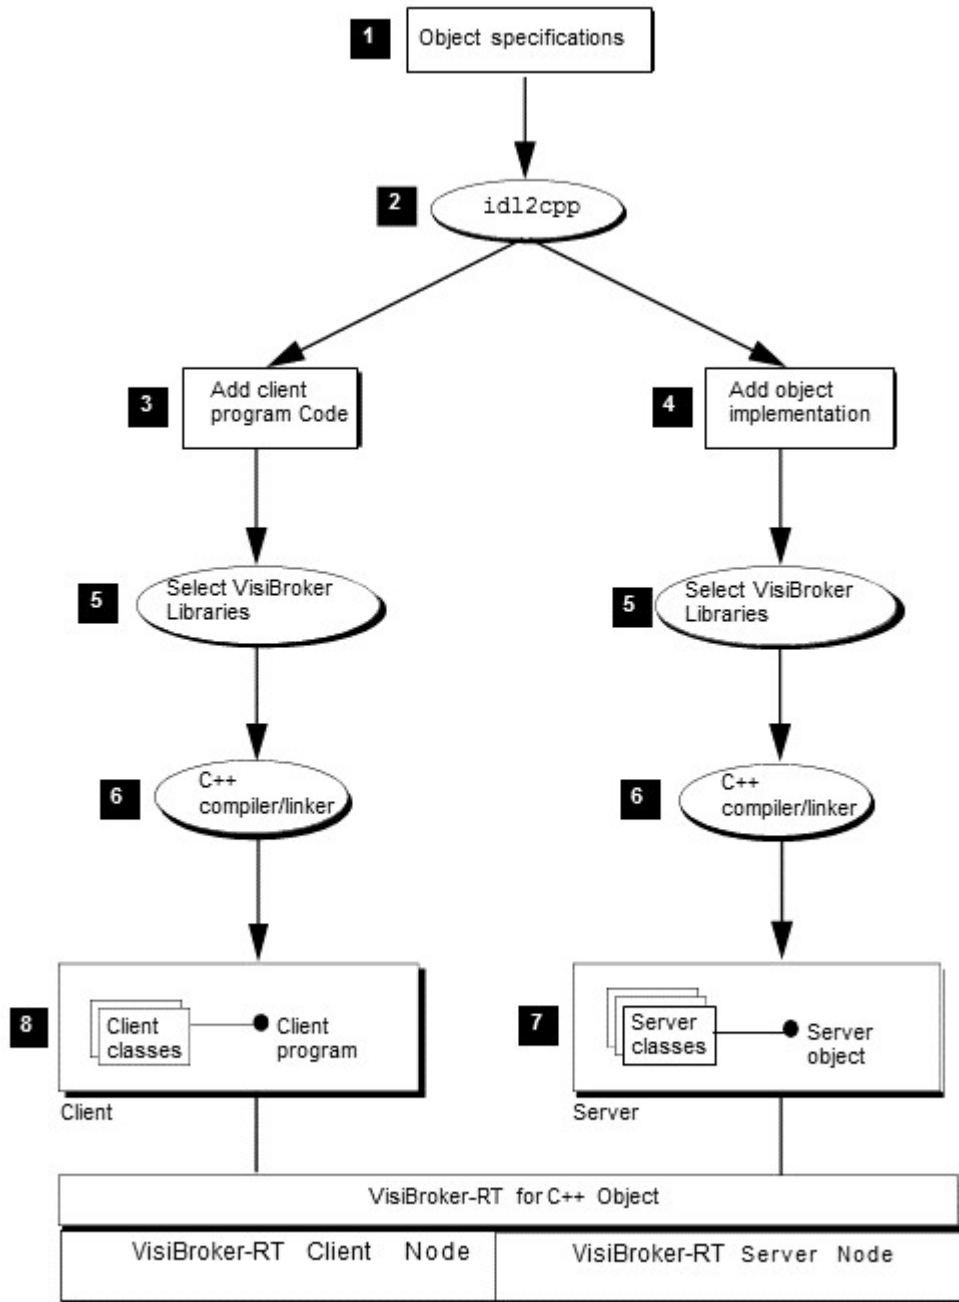 1
Object specifications
2
idl2cpp
3
Add client
program Code
4
Add object
implementation
5
Select VisiBroker
Libraries
5
Select VisiBroker
Libraries
6
C++
compiler/linker
6
C++
compiler/linker
8
Client
classes
Client
program
Client
7
Server
classes
Server
object
Server
VisiBroker-RT for C++ Object
VisiBroker-RT Client Node
VisiBroker-RT Server Node